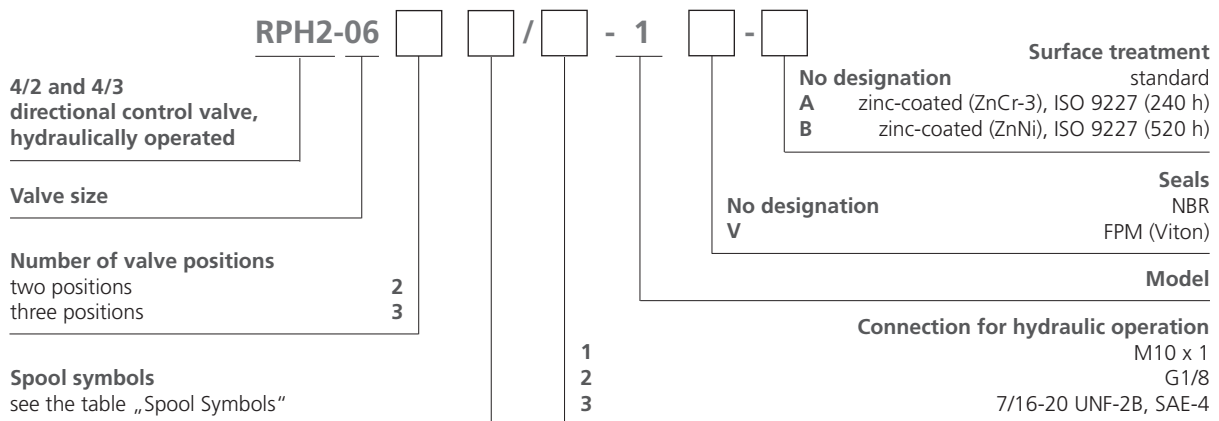 RPH2-06 / - 1 -
4/2 and 4/3
directional control valve,
hydraulically operated
Valve size
Number of valve positions
two positions 2
three positions 3
Spool symbols
see the table „Spool Symbols“
Surface treatment
No designation standard
A zinc-coated (ZnCr-3), ISO 9227 (240 h)
B zinc-coated (ZnNi), ISO 9227 (520 h)
Seals
No designation NBR
V FPM (Viton)
Model
Connection for hydraulic operation
1 M10 x 1
2 G1/8
3 7/16-20 UNF-2B, SAE-4